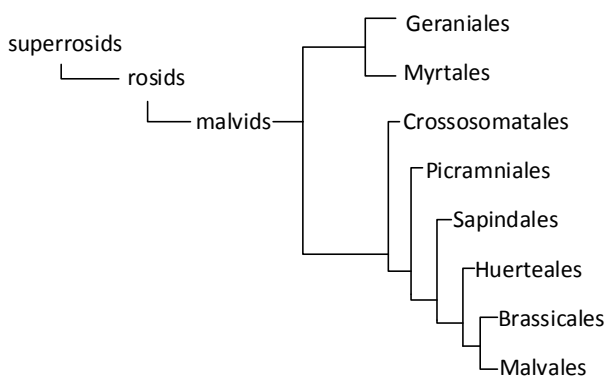 superrosids
rosids
malvids
Geraniales
Myrtales
Crossosomatales
Picramniales
Sapindales
Huerteales
Brassicales
Malvales